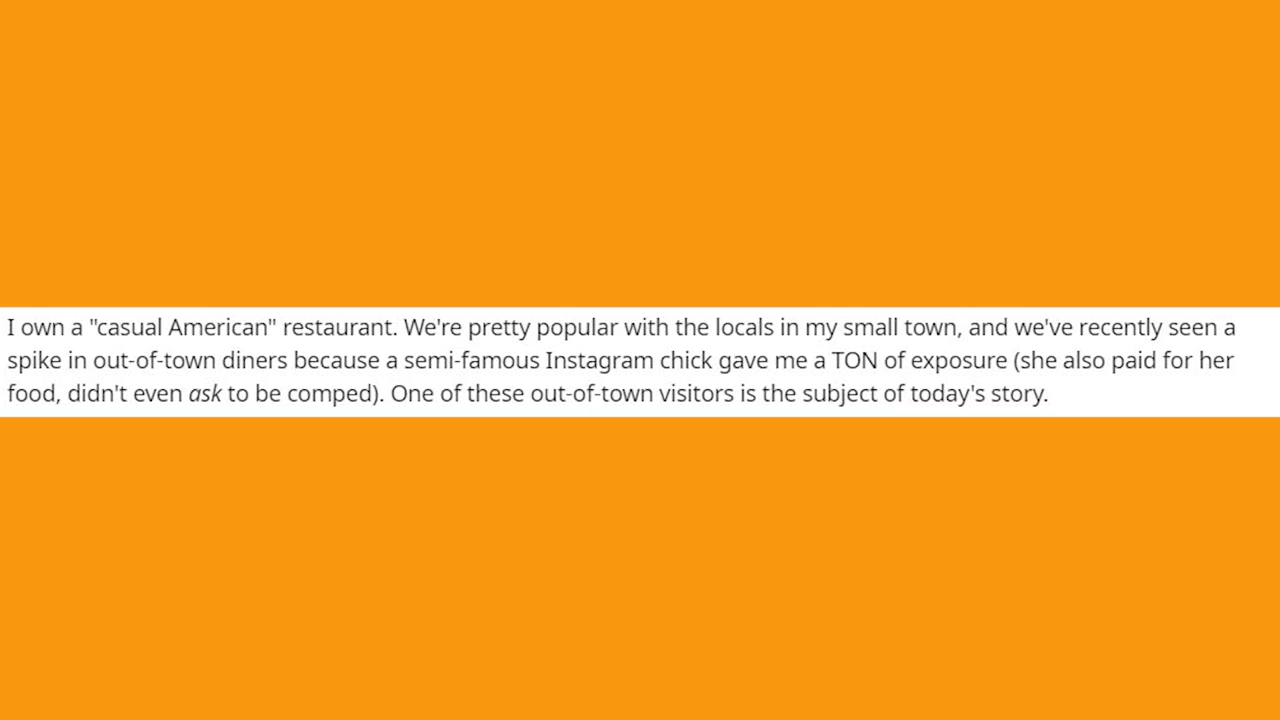 I own a "casual American" restaurant. We're pretty popular with the locals in my small town, and we've recently seen a
spike in out-of-town diners because a semi-famous Instagram chick gave me a TON of exposure (she also paid for her
food, didn't even ask to be comped). One of these out-of-town visitors is the subject of today's story.